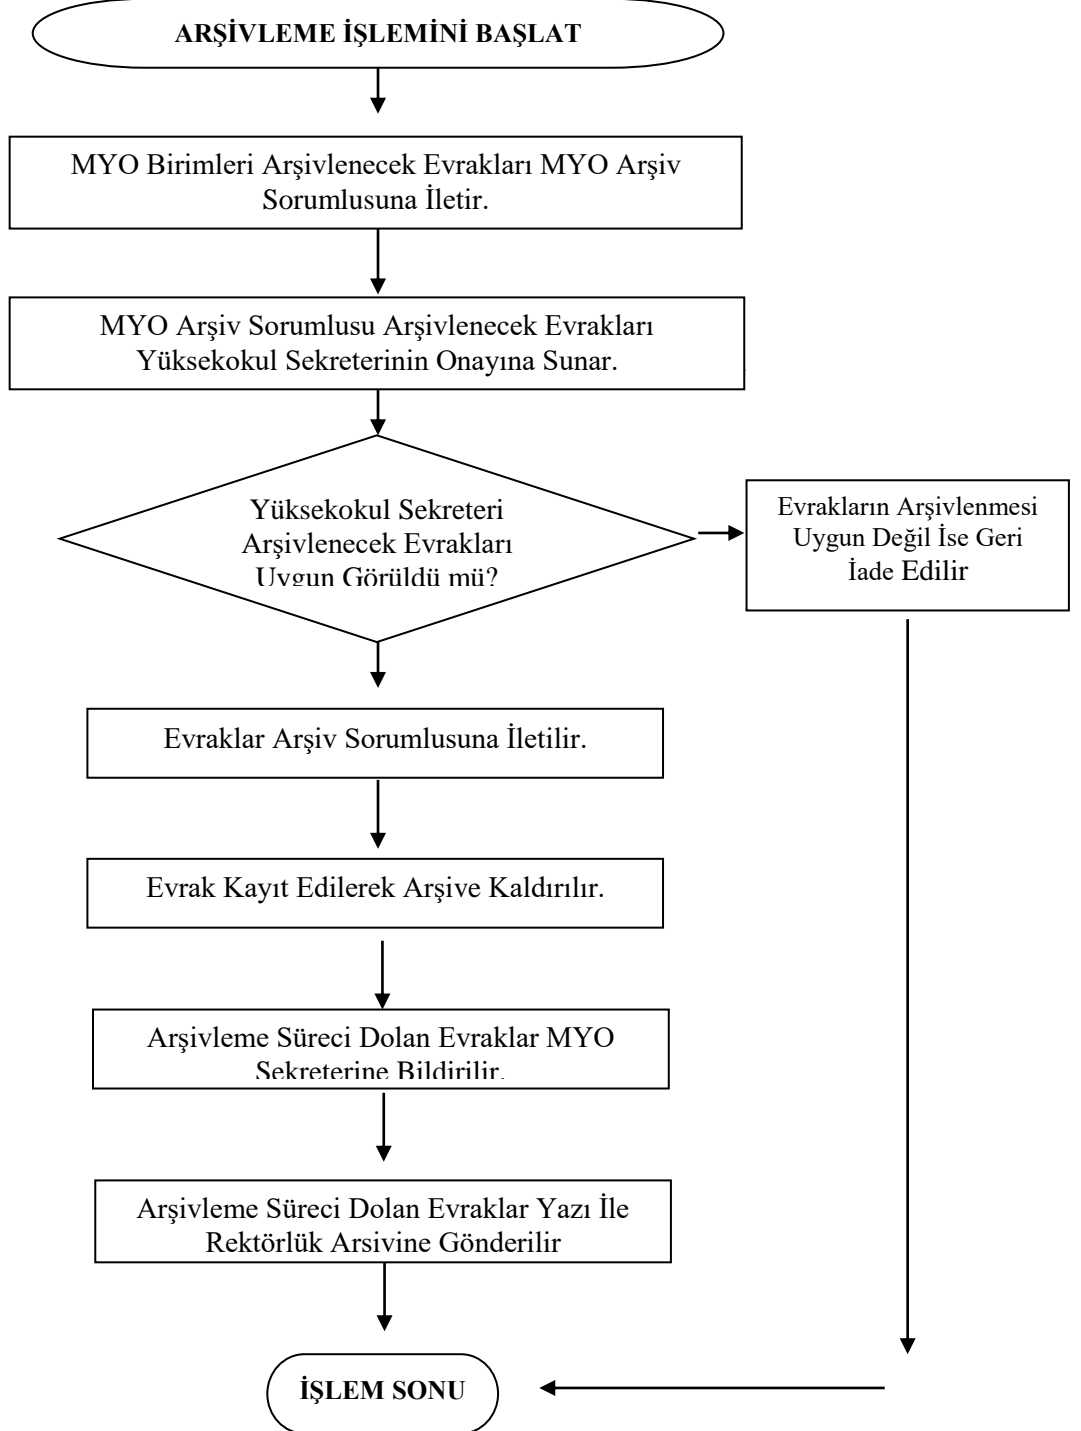 ARŞİVLEME İŞLEMİNİ BAŞLAT
MYO Birimleri Arşivlenecek Evrakları MYO Arşiv
Sorumlusuna İletir.
MYO Arşiv Sorumlusu Arşivlenecek Evrakları
Yüksekokul Sekreterinin Onayına Sunar.
Yüksekokul Sekreteri
Arşivlenecek Evrakları
Uygun Görüldü mü?
Evrakların Arşivlenmesi
Uygun Değil İse Geri
İade Edilir
Evraklar Arşiv Sorumlusuna İletilir.
Evrak Kayıt Edilerek Arşive Kaldırılır.
Arşivleme Süreci Dolan Evraklar MYO
Sekreterine Bildirilir.
Arşivleme Süreci Dolan Evraklar Yazı İle
Rektörlük Arşivine Gönderilir
İŞLEM SONU